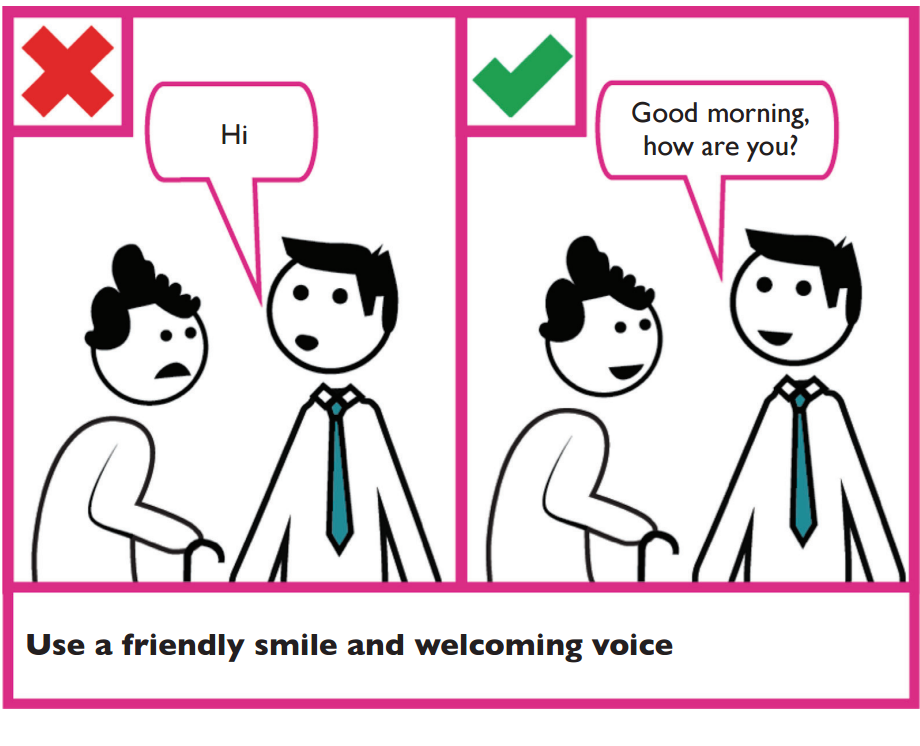 Hi
Good morning,
how are you?
Use a friendly smile and welcoming voice